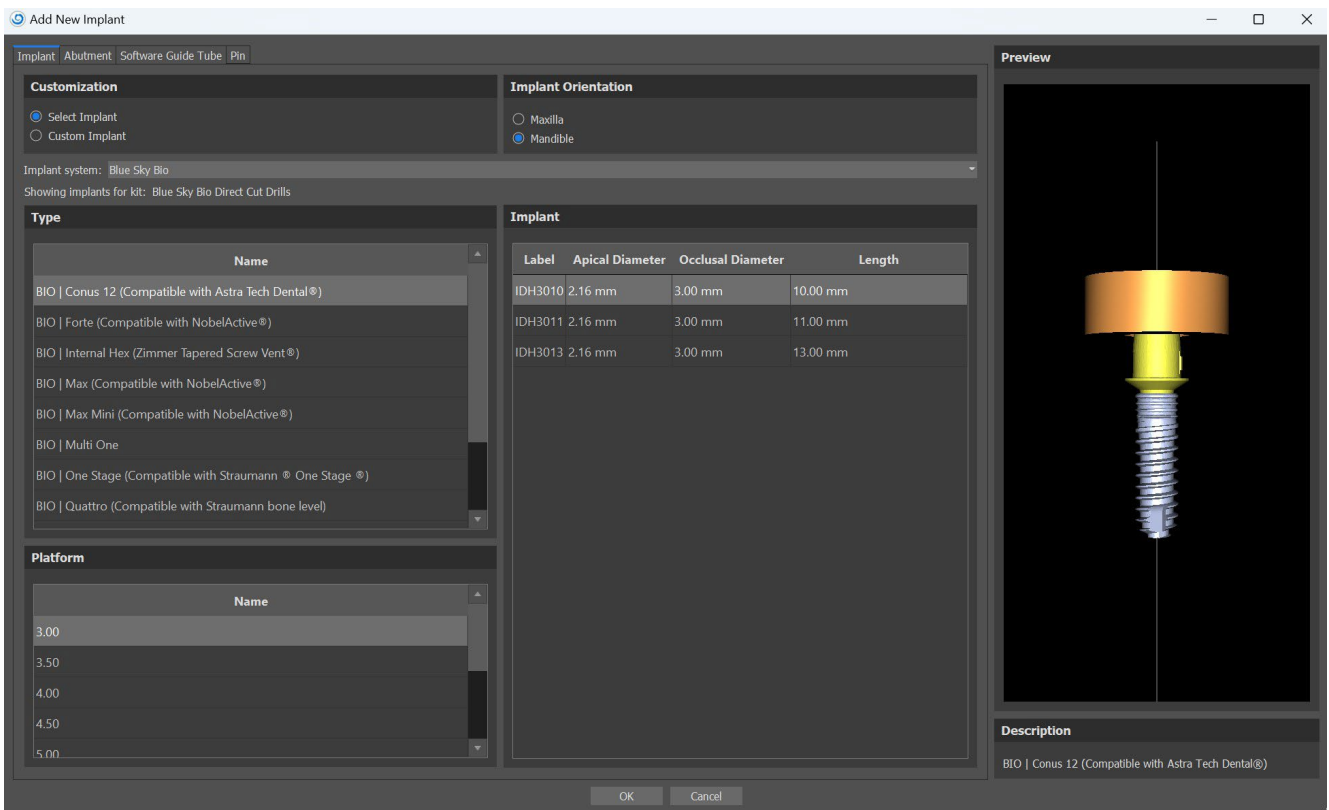 Add New Implant
Implant Abutment Software Guide Tube Pin
Customization
Select Implant
Custom Implant
Implant Orientation
Maxilla
Mandible
Implant system: Blue Sky Bio
Showing implants for kit: Blue Sky Bio Direct Cut Drills
Type
Name
BIO | Conus 12 (Compatible with Astra Tech Dental®)
BIO | Forte (Compatible with NobelActive®)
BIO | Internal Hex (Zimmer Tapered Screw Vent®)
BIO | Max (Compatible with NobelActive®)
BIO | Max Mini (Compatible with NobelActive®)
BIO | Multi One
BIO | One Stage (Compatible with Straumann ® One Stage ®)
BIO | Quattro (Compatible with Straumann bone level)
Platform
Name
3.00
3.50
4.00
4.50
5.00
Implant
Label Apical Diameter Occlusal Diameter Length
IDH3010 2.16 mm 3.00 mm 10.00 mm
IDH3011 2.16 mm 3.00 mm 11.00 mm
IDH3013 2.16 mm 3.00 mm 13.00 mm
Preview
Description
BIO | Conus 12 (Compatible with Astra Tech Dental®)
OK Cancel